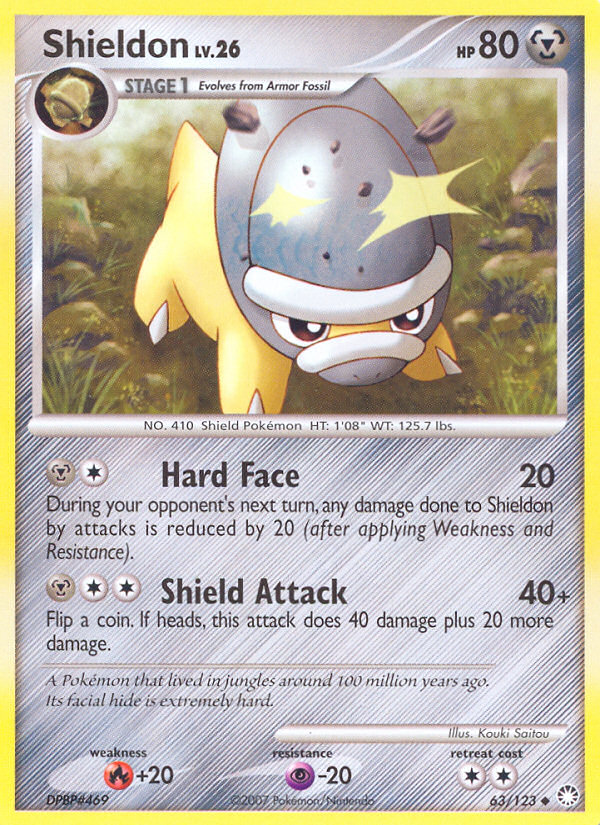 Shieldon LV.26
HP 80
STAGE 1 Evolves from Armor Fossil
NO. 410 Shield Pokémon HT: 1'08" WT: 125.7 lbs.
Hard Face 20
During your opponent's next turn, any damage done to Shieldon
by attacks is reduced by 20 (after applying Weakness and
Resistance).
Shield Attack 40+
Flip a coin. If heads, this attack does 40 damage plus 20 more
damage.
A Pokémon that lived in jungles around 100 million years ago.
Its facial hide is extremely hard.
Illus. Kouki Saitou
weakness resistance retreat cost
+20 -20
DPBP#469 ©2007 Pokémon/Nintendo 63/123